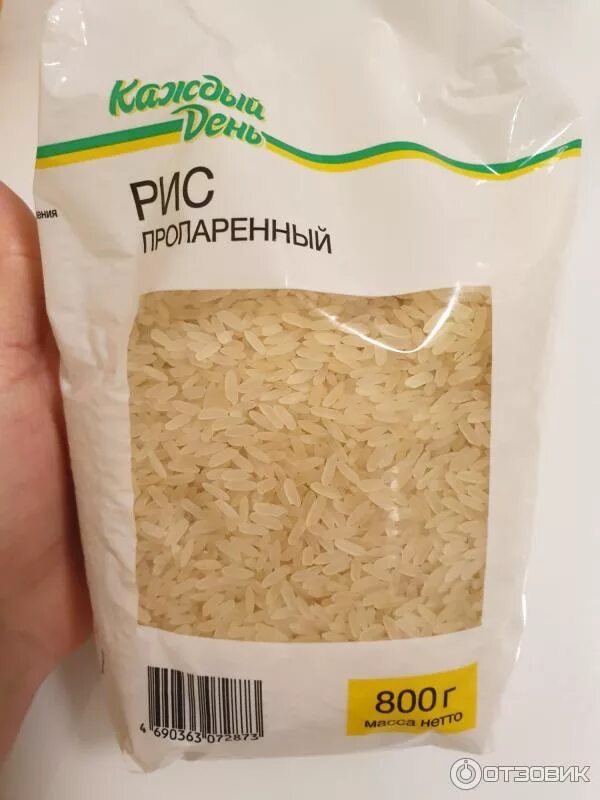 Каждый
День
РИС
ПРОПАРЕННЫЙ
4 690363 072873
800 г
масса нетто
ОТЗОВИК